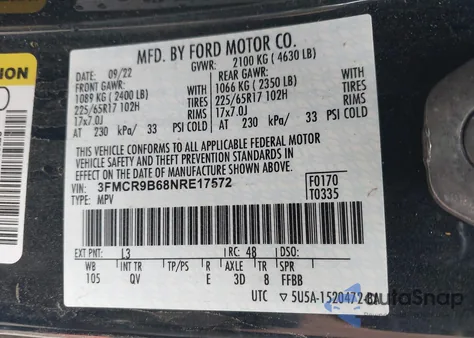 MFD. BY FORD MOTOR CO.
09/22 GVWR: 2100 KG ( 4630 LB)
FRONT GAWR: REAR GAWR:
1089 KG ( 2400 LB) WITH 1066 KG ( 2350 LB) WITH
225/65R17 102H TIRES 225/65R17 102H TIRES
17x7.0J RIMS 17x7.0J RIMS
AT 230 kPa/ 33 PSI COLD AT 230 kPa/ 33 PSI COLD
THIS VEHICLE CONFORMS TO ALL APPLICABLE FEDERAL MOTOR
VEHICLE SAFETY AND THEFT PREVENTION STANDARDS IN
EFFECT ON THE DATE OF MANUFACTURE SHOWN ABOVE.
VIN: 3FMCR9B68NRE17572 F0170
TYPE: MPV T0335
EXT PNT: L3 RC: 48 DSO:
WB INT TR TP/PS R AXLE TR SPR
105 QV E 3D 8 FFBB
UTC ▽5U5A-1520472-BA
AutoSnap